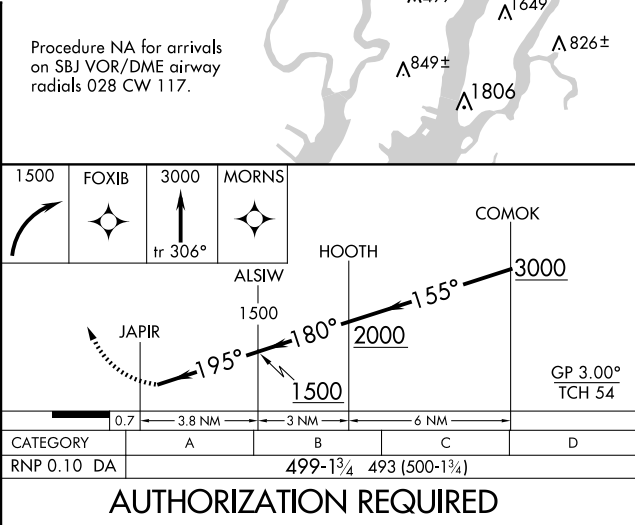 1649
826±
849±
1806
Procedure NA for arrivals
on SBJ VOR/DME airway
radials 028 CW 117.
1500 FOXIB 3000 MORNS
tr 306°
COMOK
HOOTH
ALSIW
1500
JAPIR
3000
155°
180°
195°
2000
1500
GP 3.00°
TCH 54
0.7 3.8 NM 3 NM 6 NM
CATEGORY A B C D
RNP 0.10 DA 499-1¾ 493 (500-1¾)
AUTHORIZATION REQUIRED